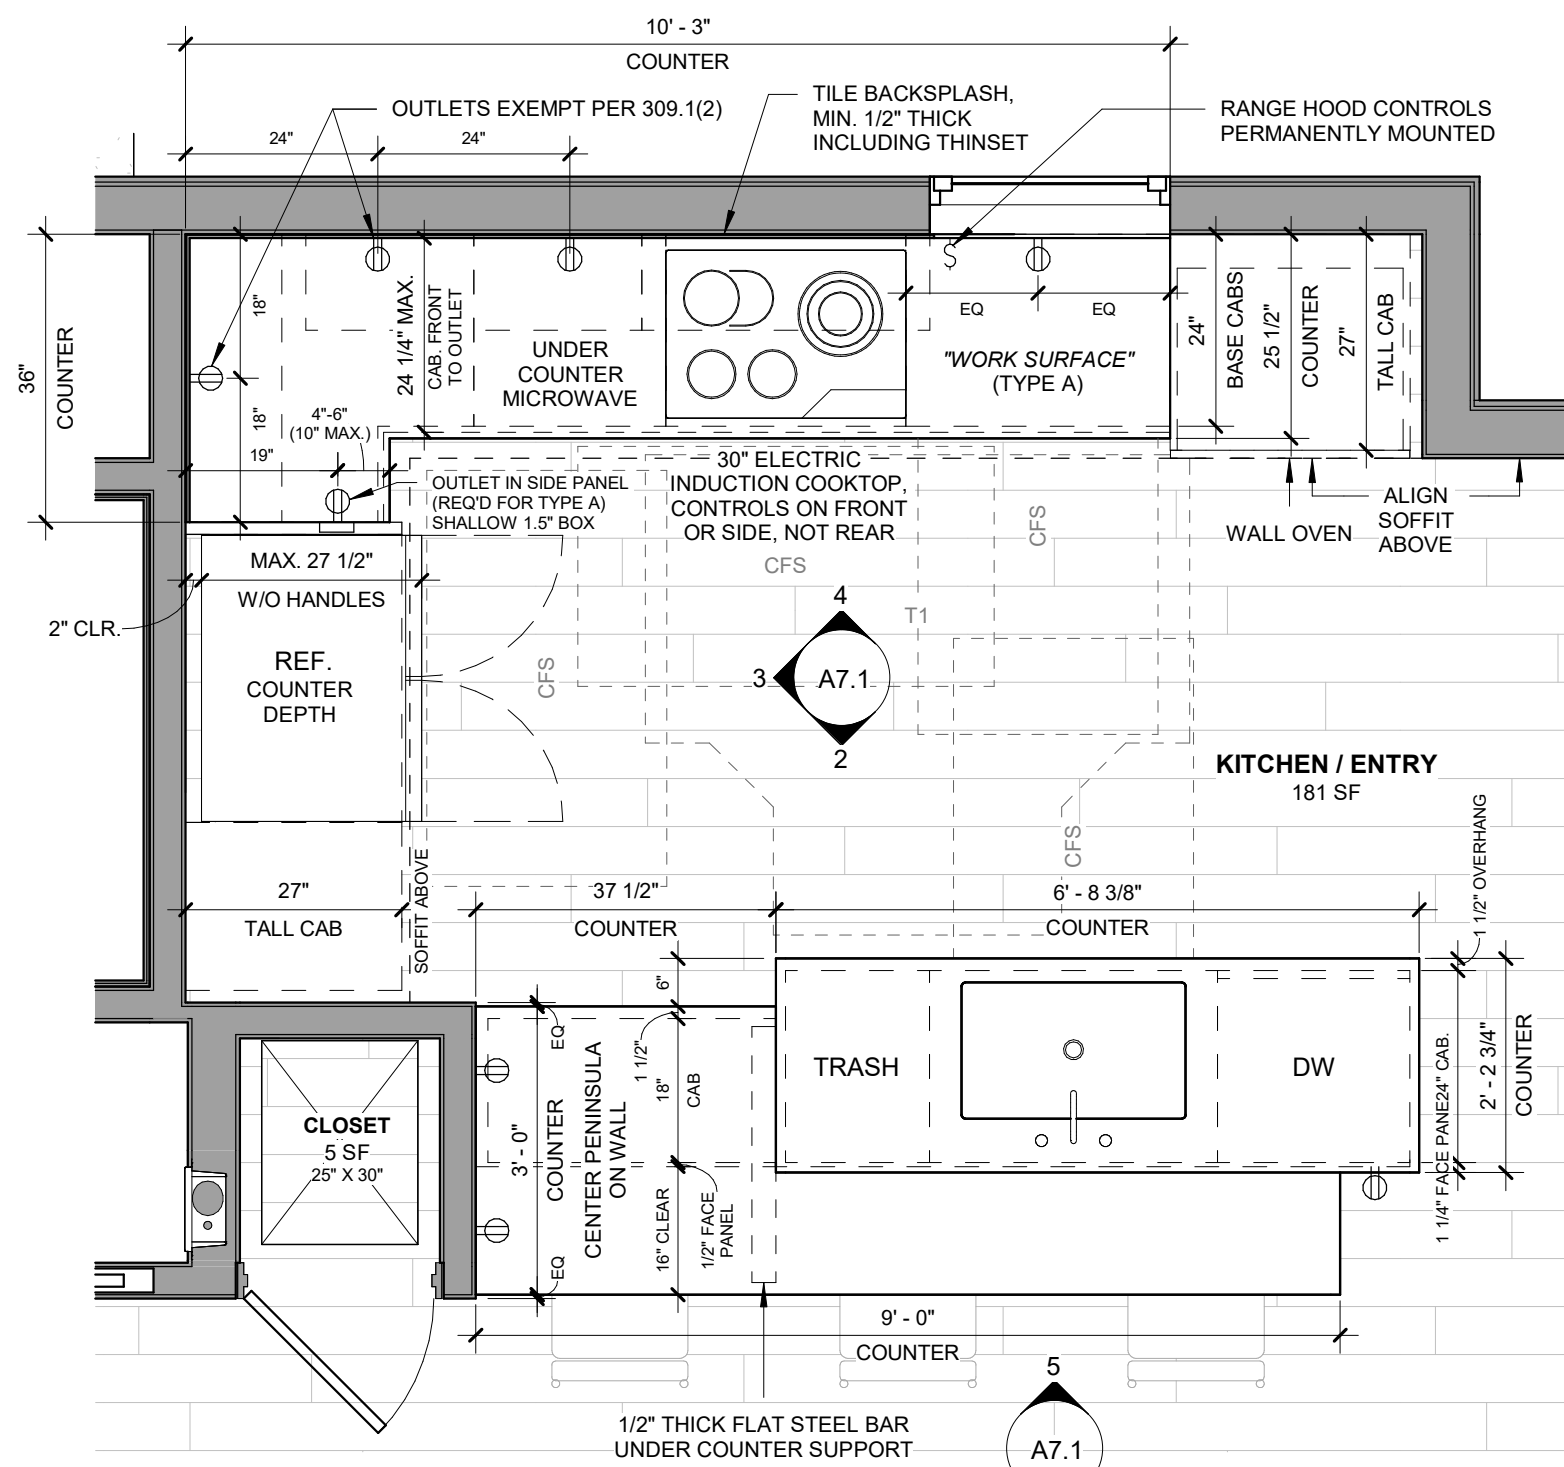 10' - 3"
COUNTER
OUTLETS EXEMPT PER 309.1(2)
TILE BACKSPLASH,
MIN. 1/2" THICK
INCLUDING THINSET
RANGE HOOD CONTROLS
PERMANENTLY MOUNTED
24"
24"
36"
COUNTER
18"
18"
24 1/4" MAX.
CAB. FRONT
TO OUTLET
UNDER
COUNTER
MICROWAVE
EQ
EQ
"WORK SURFACE"
(TYPE A)
24"
BASE CABS
25 1/2"
COUNTER
27"
TALL CAB
4"-6"
(10" MAX.)
19"
OUTLET IN SIDE PANEL
(REQ'D FOR TYPE A)
SHALLOW 1.5" BOX
30" ELECTRIC
INDUCTION COOKTOP,
CONTROLS ON FRONT
OR SIDE, NOT REAR
CFS
CFS
CFS
CFS
T1
WALL OVEN
ALIGN
SOFFIT
ABOVE
MAX. 27 1/2"
W/O HANDLES
2" CLR.
REF.
COUNTER
DEPTH
4
3
A7.1
2
KITCHEN / ENTRY
181 SF
27"
TALL CAB
SOFFIT ABOVE
37 1/2"
COUNTER
6' - 8 3/8"
COUNTER
1 1/2" OVERHANG
6"
EQ
1 1/2"
18"
CAB
3' - 0"
COUNTER
CENTER PENINSULA
ON WALL
TRASH
DW
1 1/4" FACE PANE24" CAB.
2' - 2 3/4"
COUNTER
CLOSET
5 SF
25" X 30"
EQ
16" CLEAR
1/2" FACE
PANEL
9' - 0"
COUNTER
1/2" THICK FLAT STEEL BAR
UNDER COUNTER SUPPORT
5
A7.1